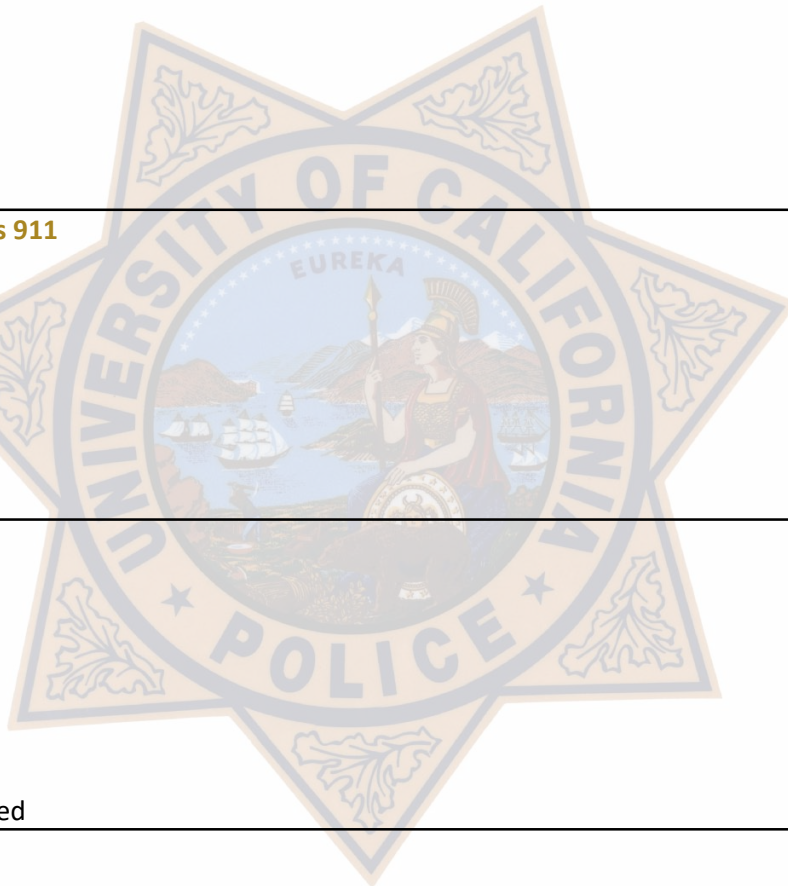 s 911
UNIVERSITY OF CALIFORNIA
EUREKA
★ POLICE ★
ed